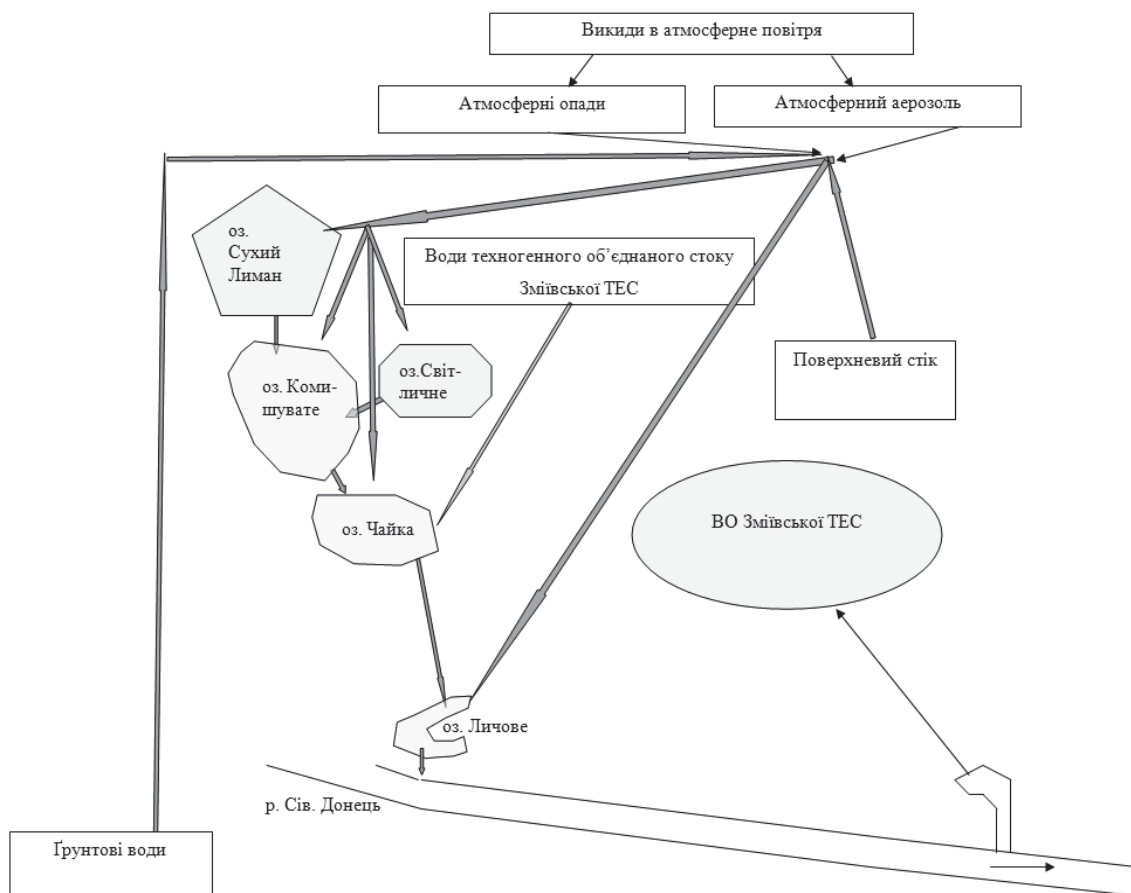 Викиди в атмосферне повітря
Атмосферні опади
Атмосферний аерозоль
оз.
Сухий
Лиман
Води техногенного об’єднаного стоку
Зміївської ТЕС
Поверхневий стік
оз. Коми-
шувате
оз.Світ-
личне
оз. Чайка
ВО Зміївської ТЕС
оз. Личове
р. Сів. Донець
Ґрунтові води